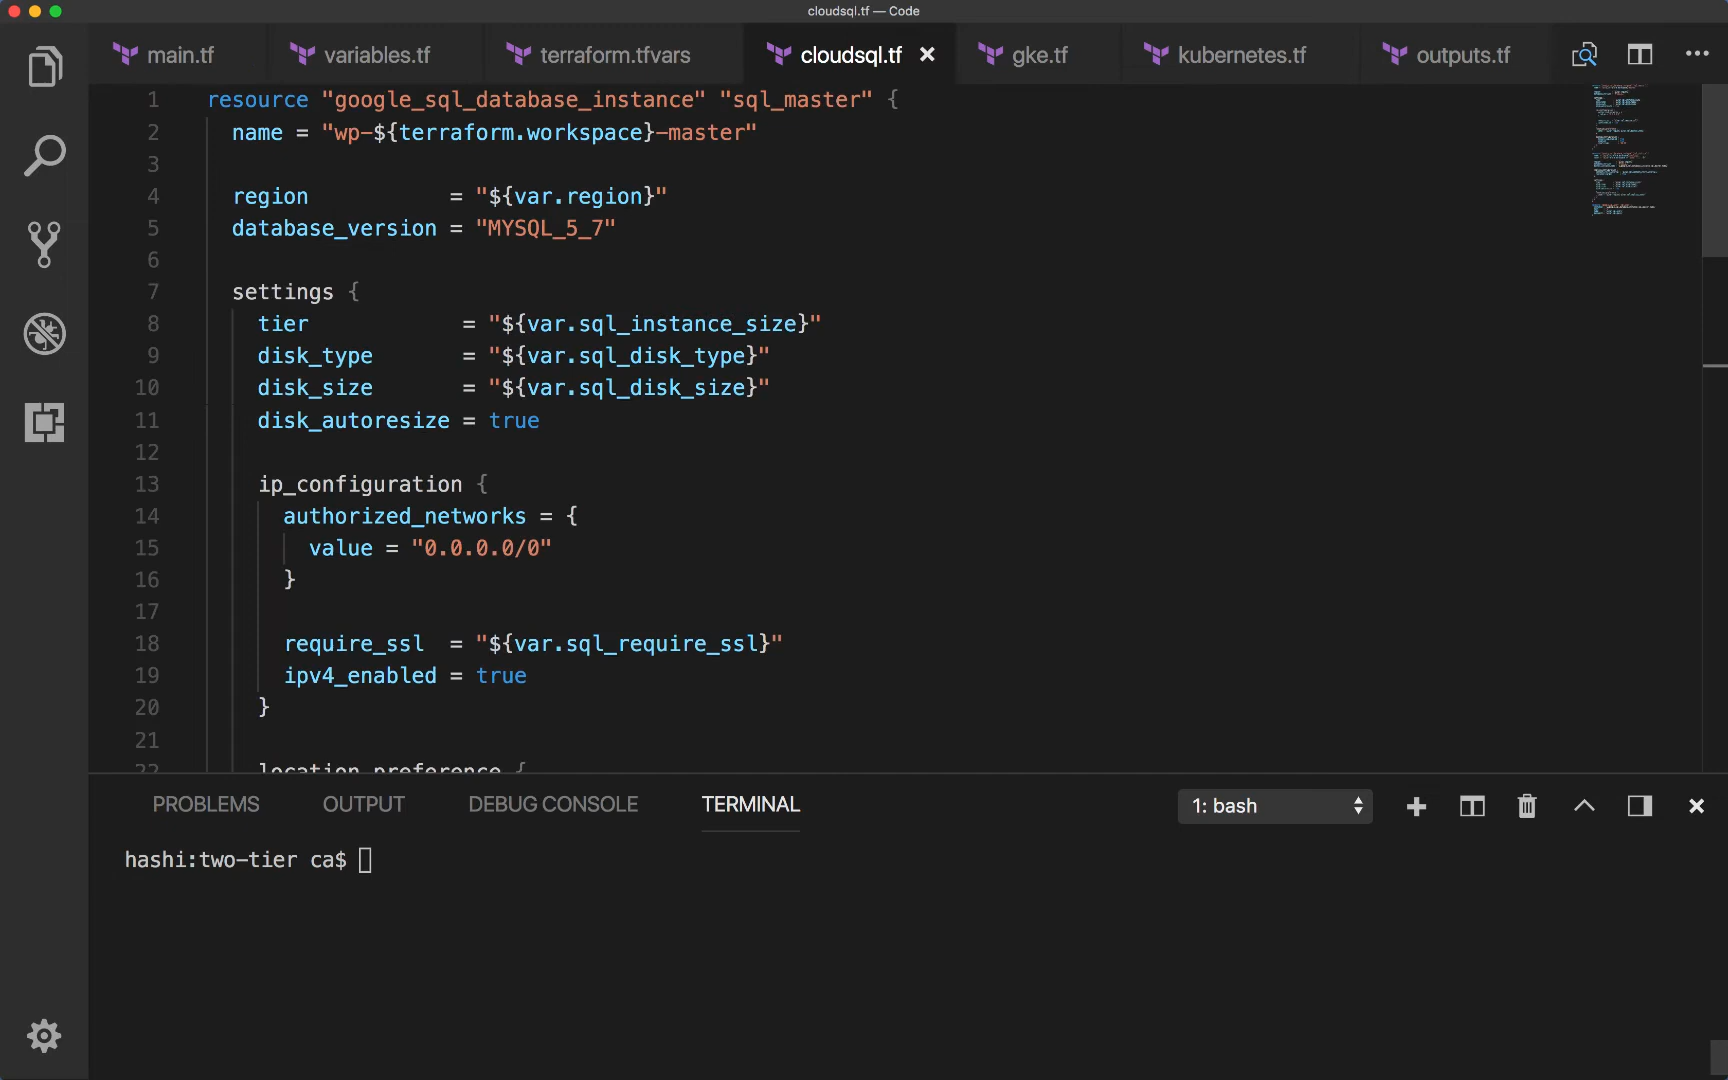 cloudsql.tf — Code
main.tf variables.tf terraform.tfvars cloudsql.tf gke.tf kubernetes.tf outputs.tf
1 resource "google_sql_database_instance" "sql_master" {
2 name = "wp-${terraform.workspace}-master"
3
4 region = "${var.region}"
5 database_version = "MYSQL_5_7"
6
7 settings {
8 tier = "${var.sql_instance_size}"
9 disk_type = "${var.sql_disk_type}"
10 disk_size = "${var.sql_disk_size}"
11 disk_autoresize = true
12
13 ip_configuration {
14 authorized_networks = {
15 value = "0.0.0.0/0"
16 }
17
18 require_ssl = "${var.sql_require_ssl}"
19 ipv4_enabled = true
20 }
21
22 location_preference {
PROBLEMS OUTPUT DEBUG CONSOLE TERMINAL 1: bash
hashi:two-tier ca$